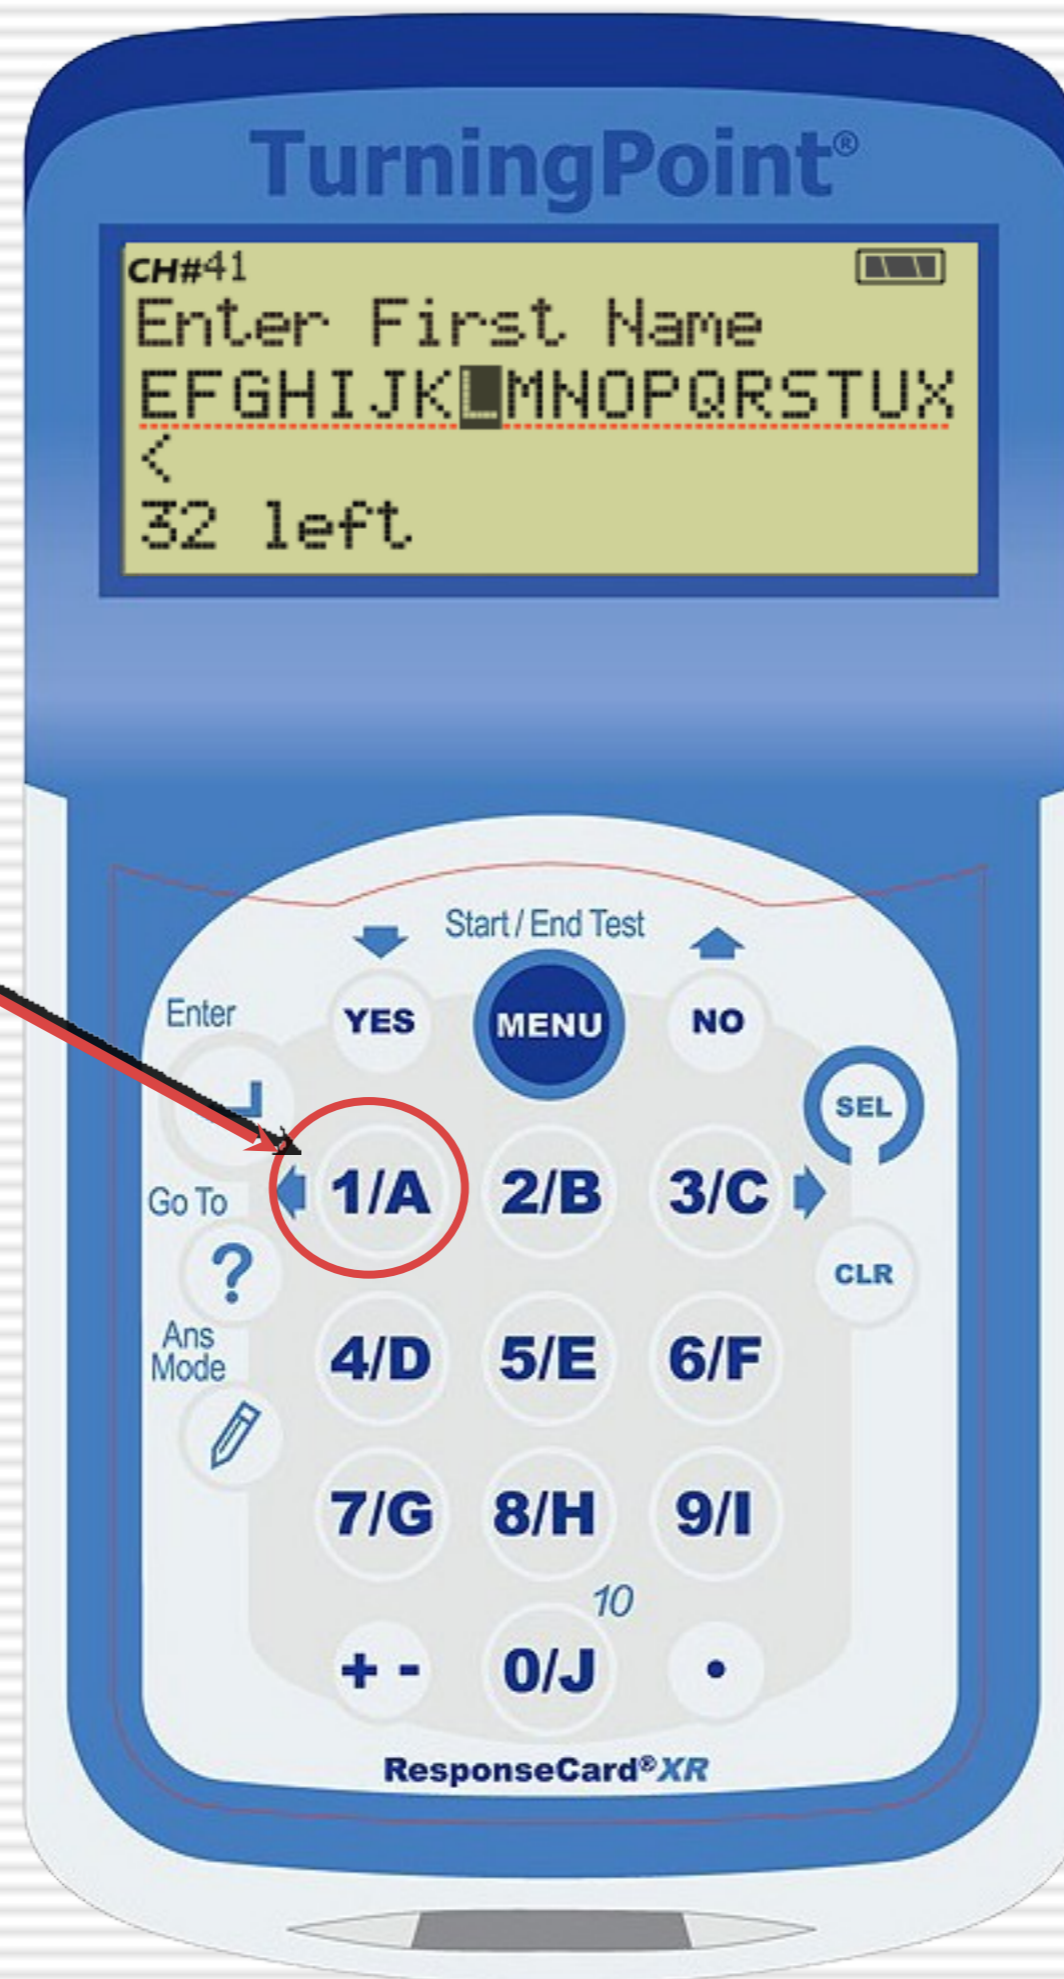 TurningPoint®
CH#41
Enter First Name
EFGHIJKLMNOPQRSTUX
<
32 left
Start / End Test
Enter
YES
MENU
NO
SEL
1/A
2/B
3/C
Go To
?
CLR
Ans
Mode
4/D
5/E
6/F
7/G
8/H
9/I
10
+ -
0/J
•
ResponseCard®XR